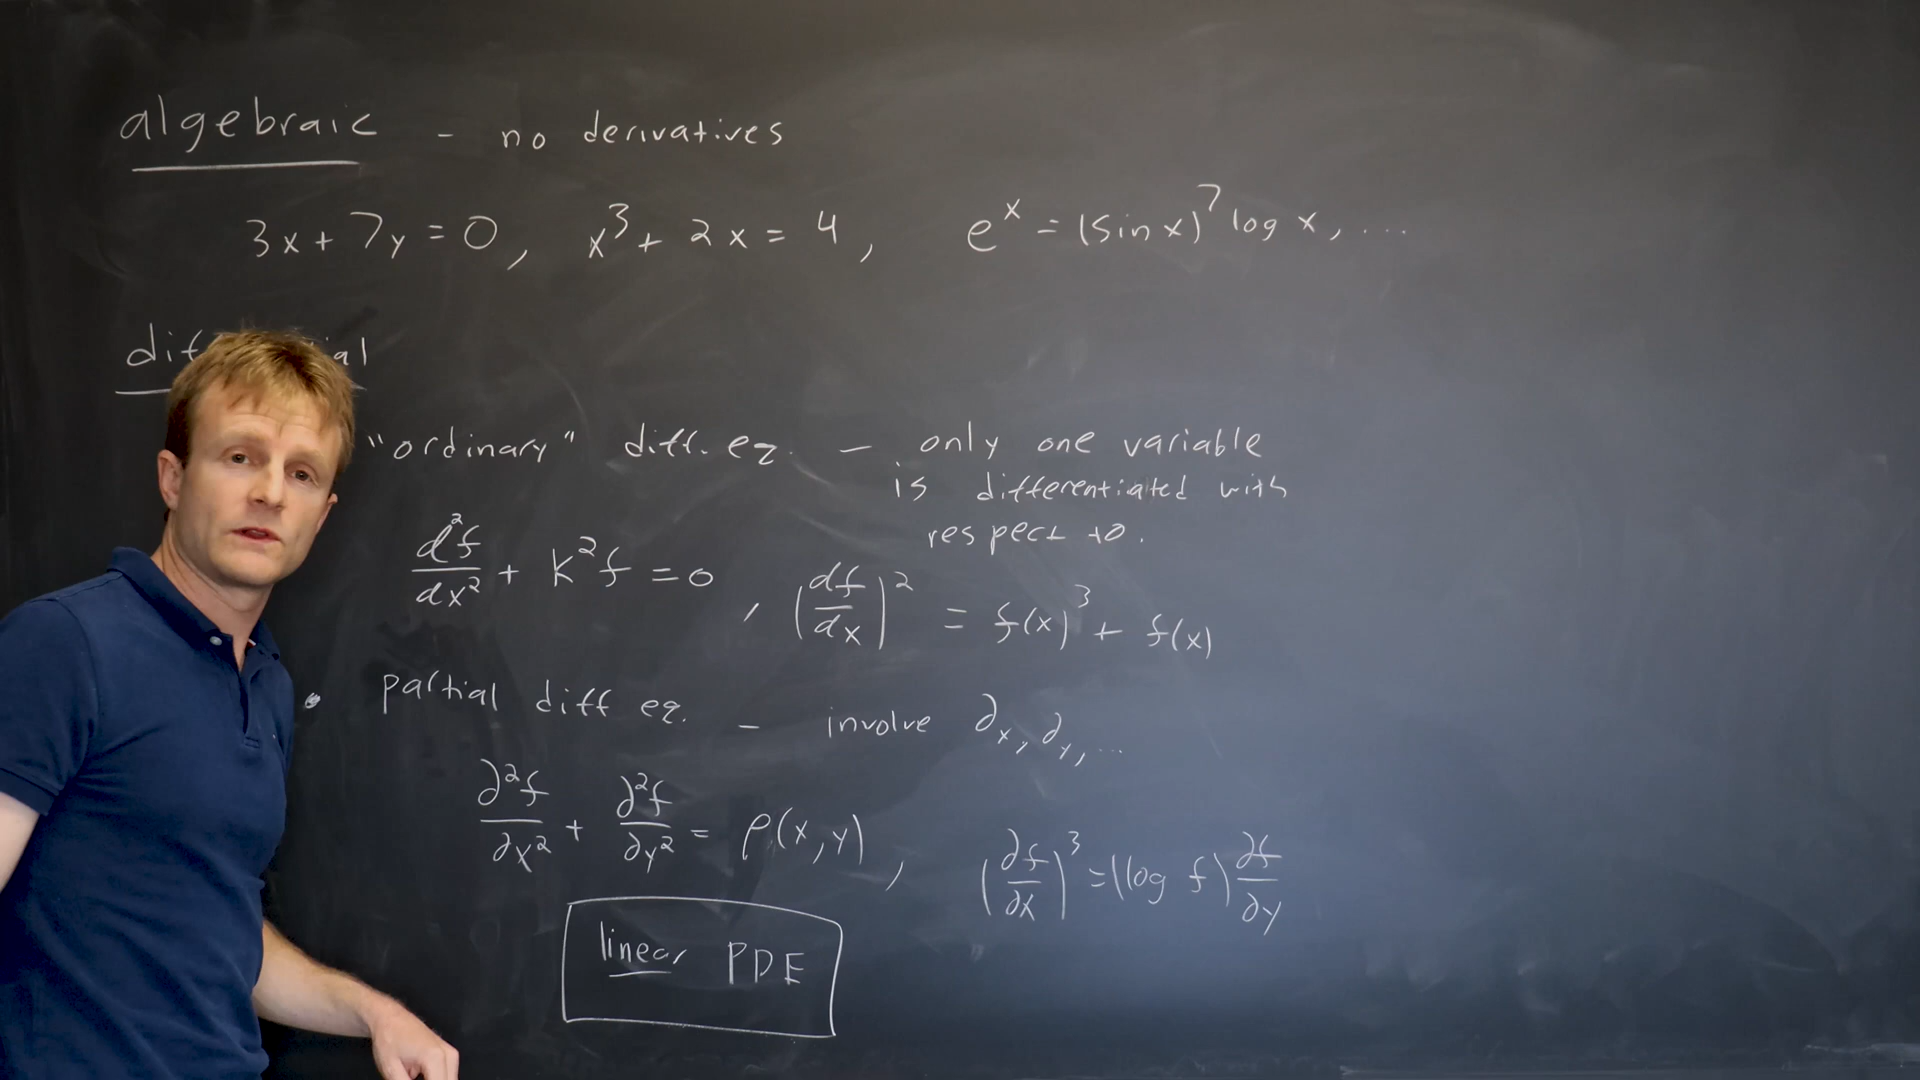 algebraic - no derivatives
3x + 7y = 0, x³ + 2x = 4, eˣ = (sin x)⁷ log x, ...
"ordinary" diff. eq. — only one variable
is differentiated with
respect to.
d²f/dx² + k²f = 0, (df/dx)² = f(x)³ + f(x)
• partial diff eq. - involve ∂x, ∂y, ...
∂²f/∂x² + ∂²f/∂y² = ρ(x,y), (∂f/∂x)³ = (log f) ∂f/∂y
linear PDE